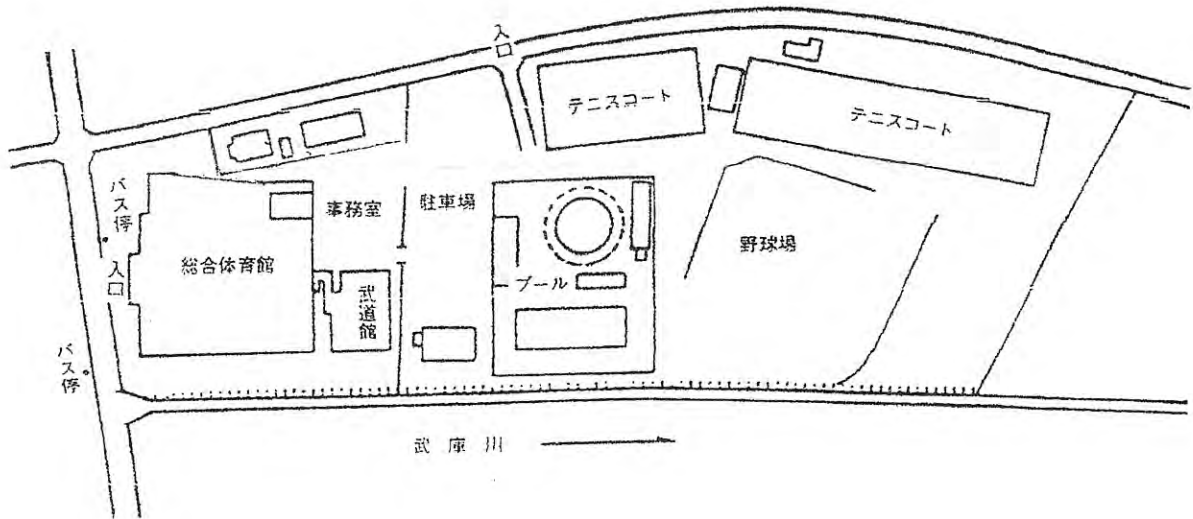 入口
テニスコート
テニスコート
バス停
事務室
駐車場
総合体育館
入口
武道館
プール
野球場
バス停
武庫川